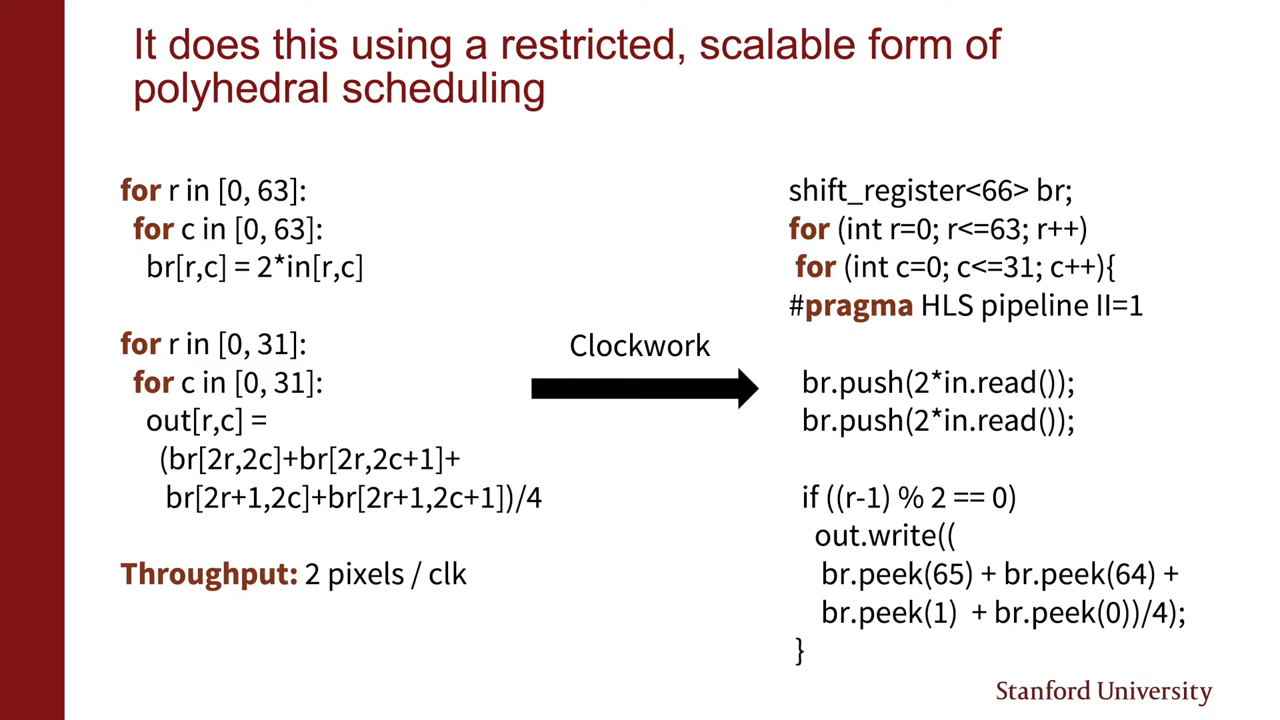 It does this using a restricted, scalable form of
polyhedral scheduling
for r in [0, 63]:
for c in [0, 63]:
br[r,c] = 2*in[r,c]
for r in [0, 31]:
for c in [0, 31]:
out[r,c] =
(br[2r,2c]+br[2r,2c+1]+
br[2r+1,2c]+br[2r+1,2c+1])/4
Throughput: 2 pixels / clk
Clockwork
shift_register<66> br;
for (int r=0; r<=63; r++)
for (int c=0; c<=31; c++){
#pragma HLS pipeline II=1
br.push(2*in.read());
br.push(2*in.read());
if ((r-1) % 2 == 0)
out.write((
br.peek(65) + br.peek(64) +
br.peek(1) + br.peek(0))/4);
}
Stanford University